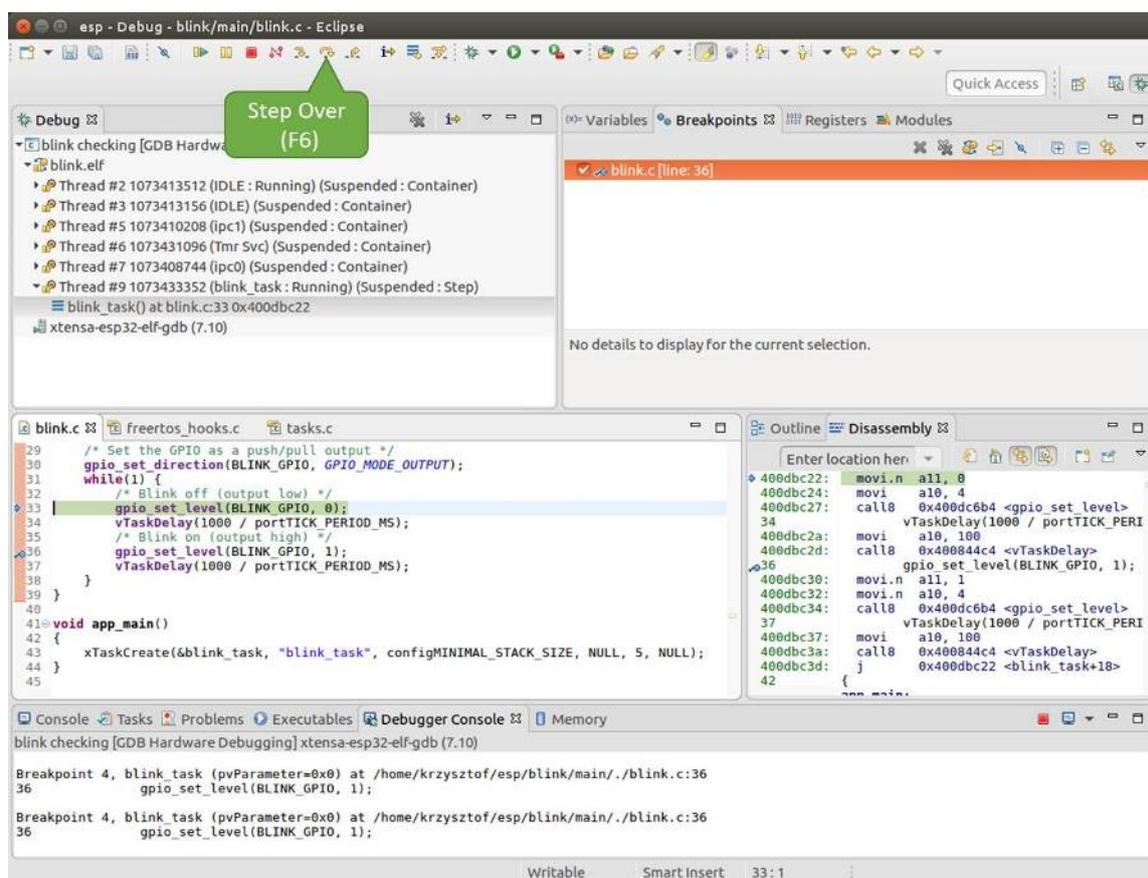 esp - Debug - blink/main/blink.c - Eclipse
Quick Access
Step Over
(F6)
Debug
blink checking [GDB Hardwa
blink.elf
Thread #2 1073413512 (IDLE : Running) (Suspended : Container)
Thread #3 1073413156 (IDLE) (Suspended : Container)
Thread #5 1073410208 (ipc1) (Suspended : Container)
Thread #6 1073431096 (Tmr Svc) (Suspended : Container)
Thread #7 1073408744 (ipc0) (Suspended : Container)
Thread #9 1073433352 (blink_task : Running) (Suspended : Step)
blink_task() at blink.c:33 0x400dbc22
xtensa-esp32-elf-gdb (7.10)
(x)= Variables Breakpoints Registers Modules
blink.c [line: 36]
No details to display for the current selection.
blink.c freertos_hooks.c tasks.c
29 /* Set the GPIO as a push/pull output */
30 gpio_set_direction(BLINK_GPIO, GPIO_MODE_OUTPUT);
31 while(1) {
32 /* Blink off (output low) */
33 gpio_set_level(BLINK_GPIO, 0);
34 vTaskDelay(1000 / portTICK_PERIOD_MS);
35 /* Blink on (output high) */
36 gpio_set_level(BLINK_GPIO, 1);
37 vTaskDelay(1000 / portTICK_PERIOD_MS);
38 }
39 }
40
41 void app_main()
42 {
43 xTaskCreate(&blink_task, "blink_task", configMINIMAL_STACK_SIZE, NULL, 5, NULL);
44 }
45
Outline Disassembly
Enter location her
400dbc22: movi.n a11, 0
400dbc24: movi a10, 4
400dbc27: call8 0x400dc6b4 <gpio_set_level>
34 vTaskDelay(1000 / portTICK_PERI
400dbc2a: movi a10, 100
400dbc2d: call8 0x400844c4 <vTaskDelay>
36 gpio_set_level(BLINK_GPIO, 1);
400dbc30: movi.n a11, 1
400dbc32: movi.n a10, 4
400dbc34: call8 0x400dc6b4 <gpio_set_level>
37 vTaskDelay(1000 / portTICK_PERI
400dbc37: movi a10, 100
400dbc3a: call8 0x400844c4 <vTaskDelay>
400dbc3d: j 0x400dbc22 <blink_task+18>
42 {
app_main:
Console Tasks Problems Executables Debugger Console Memory
blink checking [GDB Hardware Debugging] xtensa-esp32-elf-gdb (7.10)
Breakpoint 4, blink_task (pvParameter=0x0) at /home/krzysztof/esp/blink/main/./blink.c:36
36 gpio_set_level(BLINK_GPIO, 1);
Breakpoint 4, blink_task (pvParameter=0x0) at /home/krzysztof/esp/blink/main/./blink.c:36
36 gpio_set_level(BLINK_GPIO, 1);
Writable Smart Insert 33 : 1